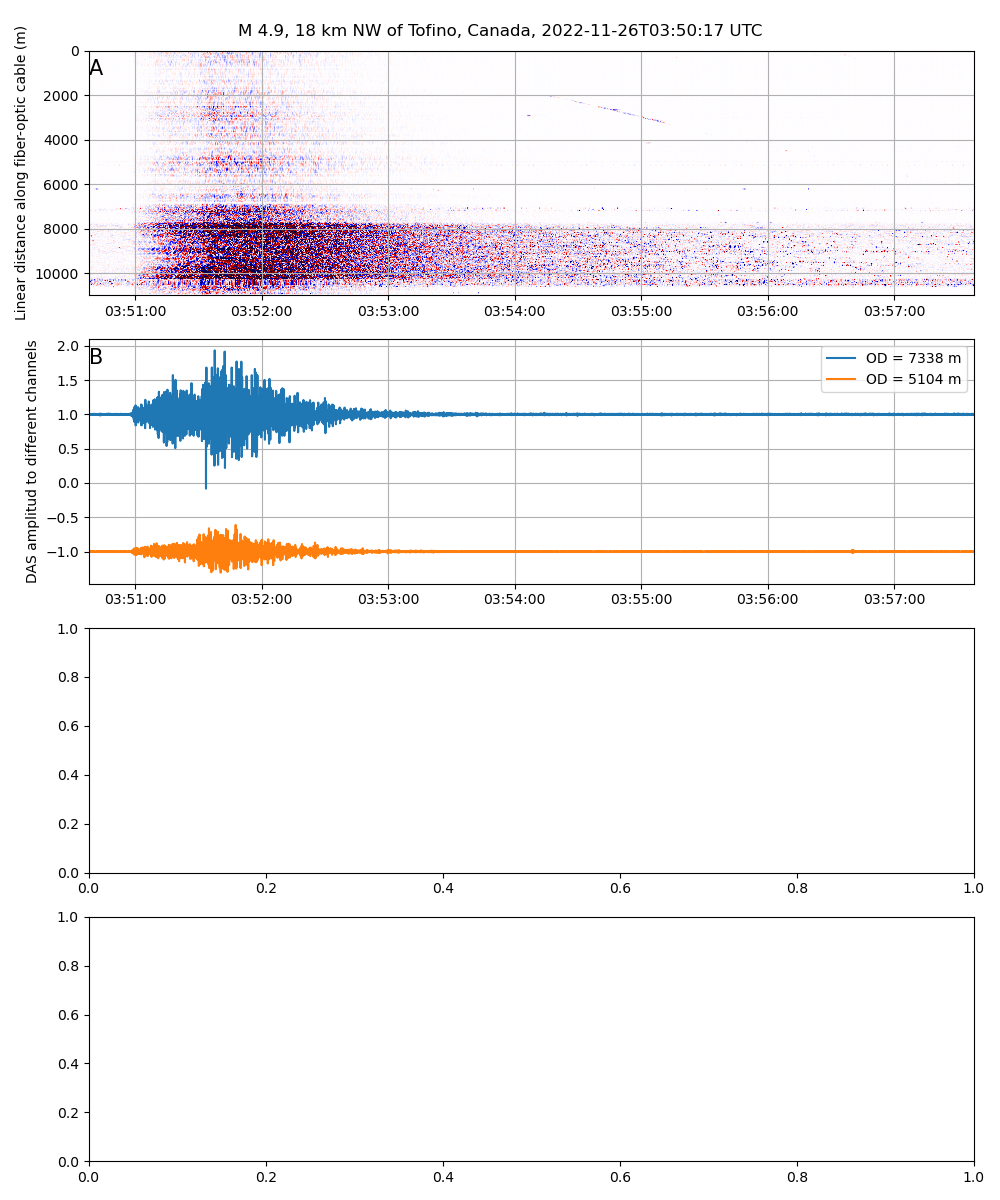 M 4.9, 18 km NW of Tofino, Canada, 2022-11-26T03:50:17 UTC
Linear distance along fiber-optic cable (m)
A
0
2000
4000
6000
8000
10000
03:51:00 03:52:00 03:53:00 03:54:00 03:55:00 03:56:00 03:57:00
DAS amplitud to different channels
B
OD = 7338 m
OD = 5104 m
2.0
1.5
1.0
0.5
0.0
−0.5
−1.0
03:51:00 03:52:00 03:53:00 03:54:00 03:55:00 03:56:00 03:57:00
1.0
0.8
0.6
0.4
0.2
0.0
0.0 0.2 0.4 0.6 0.8 1.0
1.0
0.8
0.6
0.4
0.2
0.0
0.0 0.2 0.4 0.6 0.8 1.0